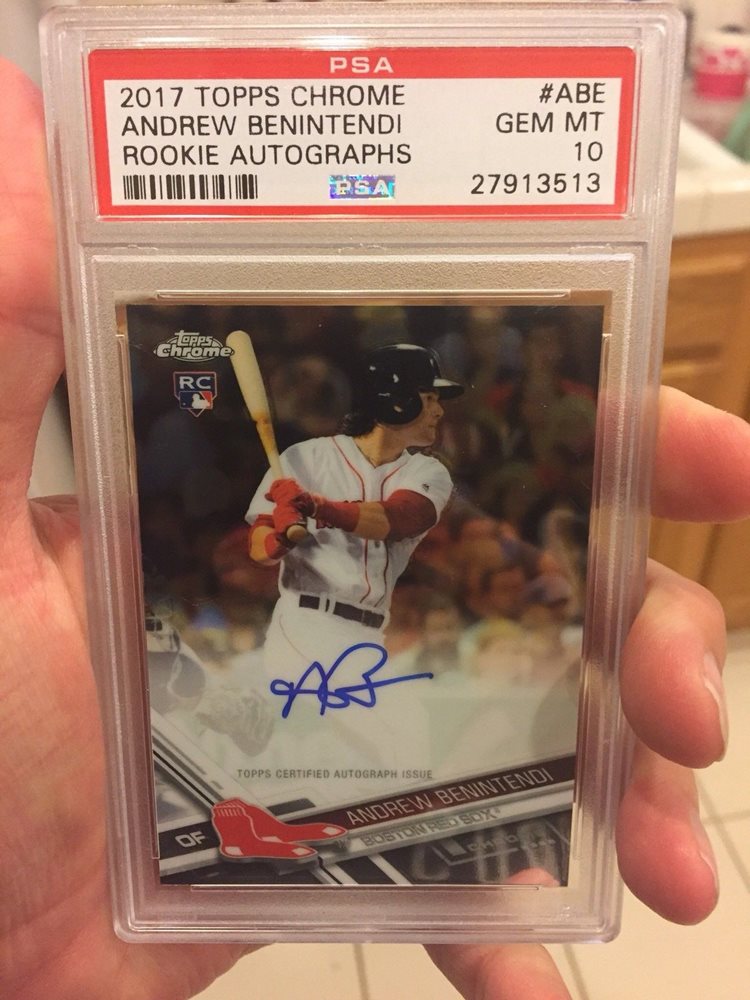 PSA
2017 TOPPS CHROME #ABE
ANDREW BENINTENDI GEM MT
ROOKIE AUTOGRAPHS 10
PSA 27913513
Topps
Chrome
RC
TOPPS CERTIFIED AUTOGRAPH ISSUE
ANDREW BENINTENDI
BOSTON RED SOX
OF